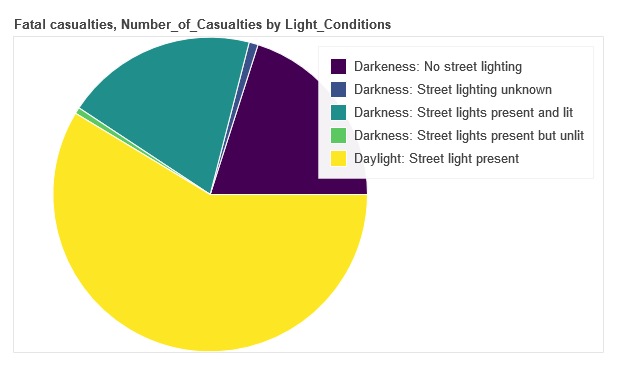 Fatal casualties, Number_of_Casualties by Light_Conditions
Darkeness: No street lighting
Darkness: Street lighting unknown
Darkness: Street lights present and lit
Darkness: Street lights present but unlit
Daylight: Street light present